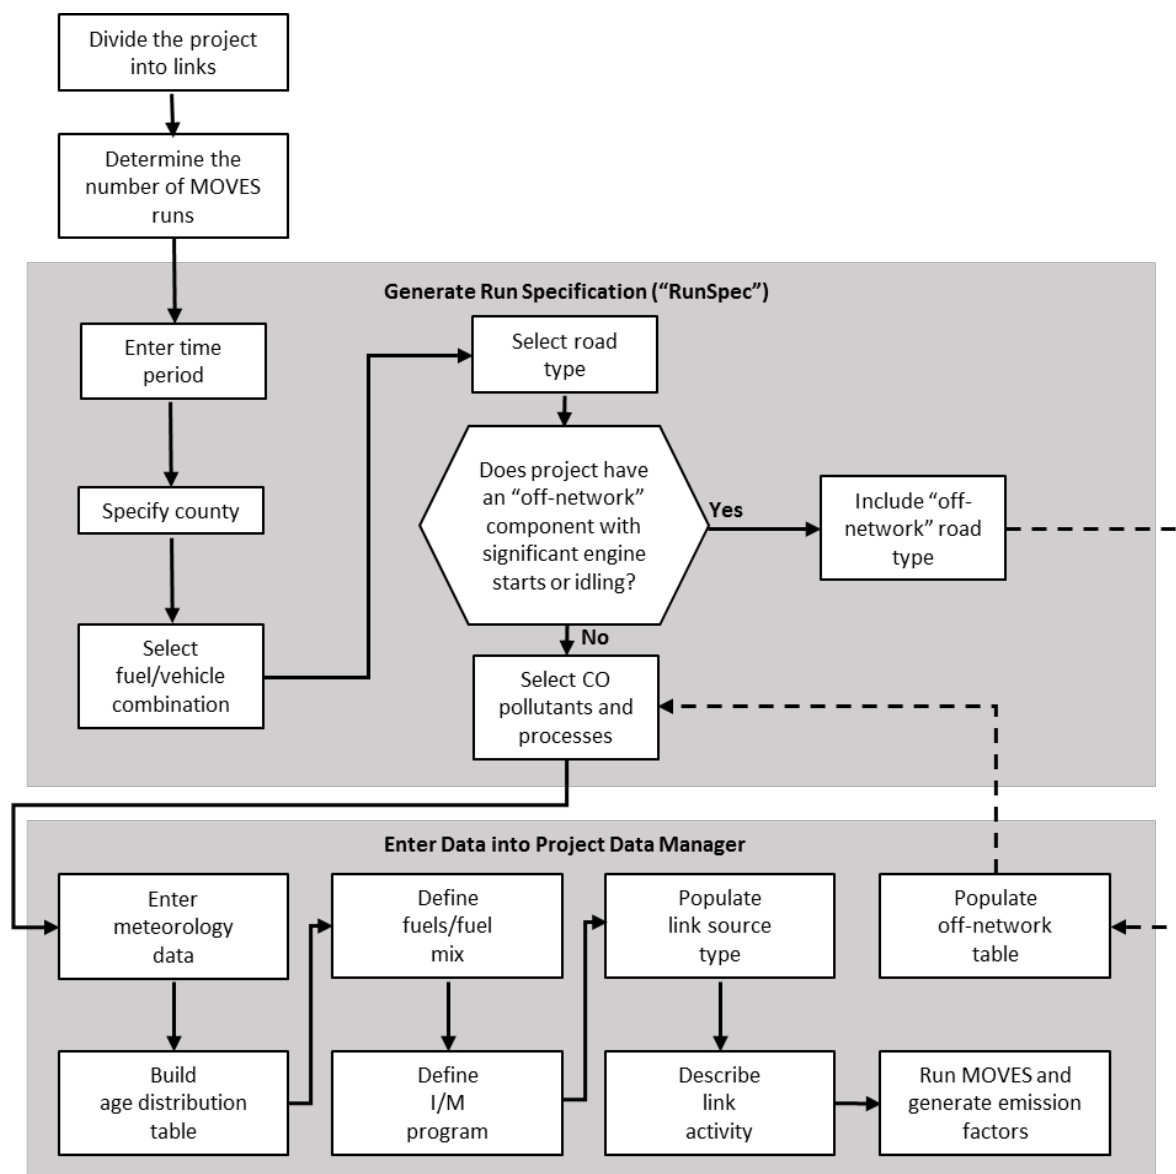 Divide the project
into links
Determine the
number of MOVES
runs
Generate Run Specification (“RunSpec”)
Enter time
period
Specify county
Select
fuel/vehicle
combination
Select road
type
Does project have
an “off-network”
component with
significant engine
starts or idling?
Yes
Include “off-
network” road
type
No
Select CO
pollutants and
processes
Enter Data into Project Data Manager
Enter
meteorology
data
Build
age distribution
table
Define
fuels/fuel
mix
Define
I/M
program
Populate
link source
type
Describe
link
activity
Populate
off-network
table
Run MOVES and
generate emission
factors